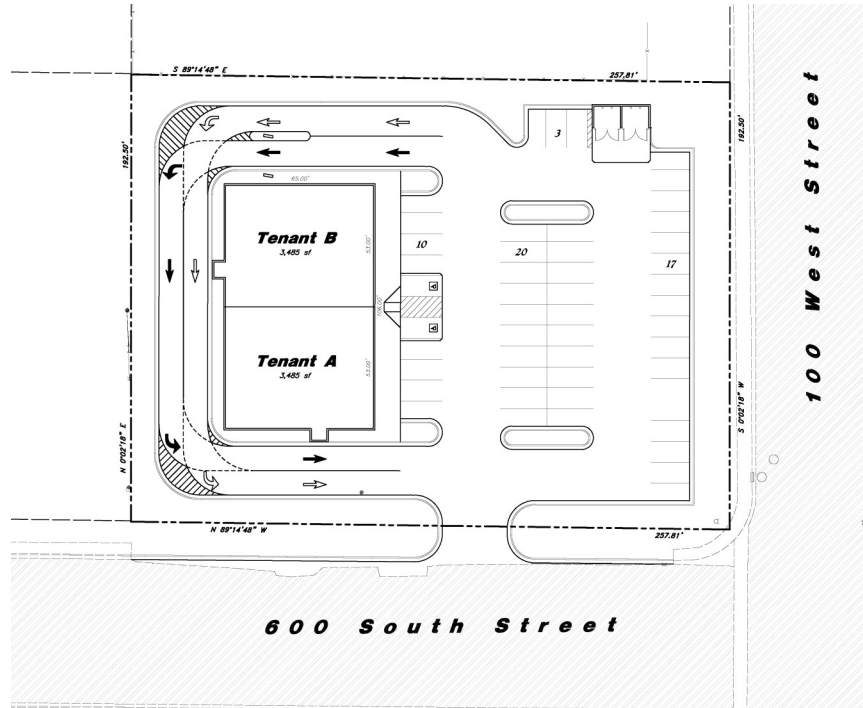 S 89°14'48" E
257.81'
192.50'
192.50'
3
65.00'
Tenant B
3,485 sf
53.00'
10
20
17
106.00'
Tenant A
3,485 sf
53.00'
N 0°02'18" E
S 0°02'18" W
N 89°14'48" W
257.81'
600 South Street
100 West Street